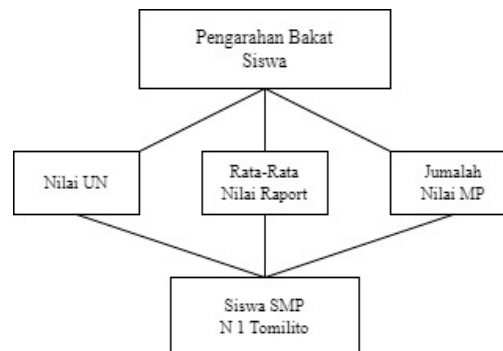 Pengarahan Bakat
Siswa
Nilai UN
Rata-Rata
Nilai Raport
Jumalah
Nilai MP
Siswa SMP
N 1 Tomilito